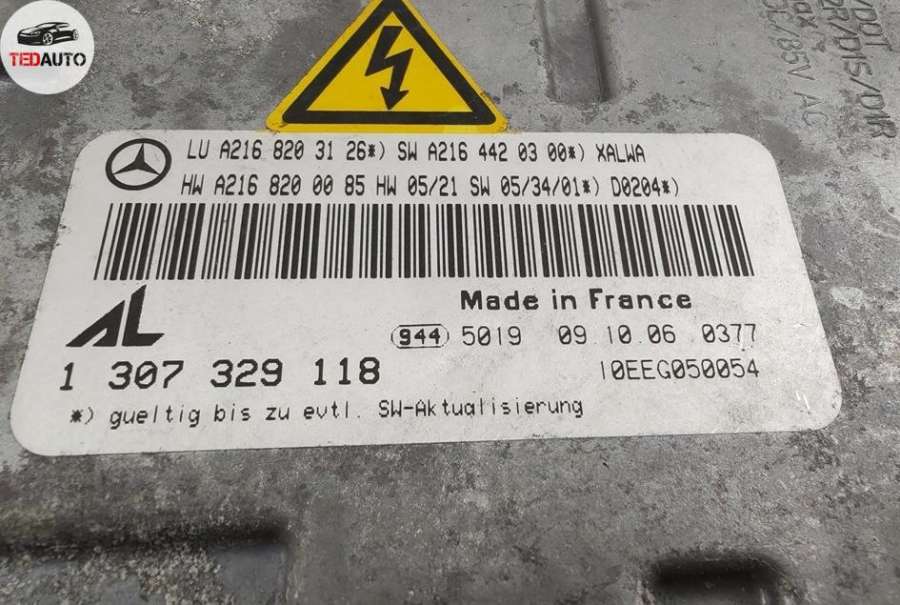 TEDAUTO
LU A216 820 31 26*) SW A216 442 03 00*) XALWA
HW A216 820 00 85 HW 05/21 SW 05/34/01*) D0204*)
Made in France
AL
944 5019 09.10.06 0377
1 307 329 118
10EEG050054
*) gueltig bis zu evtl. SW-Aktualisierung